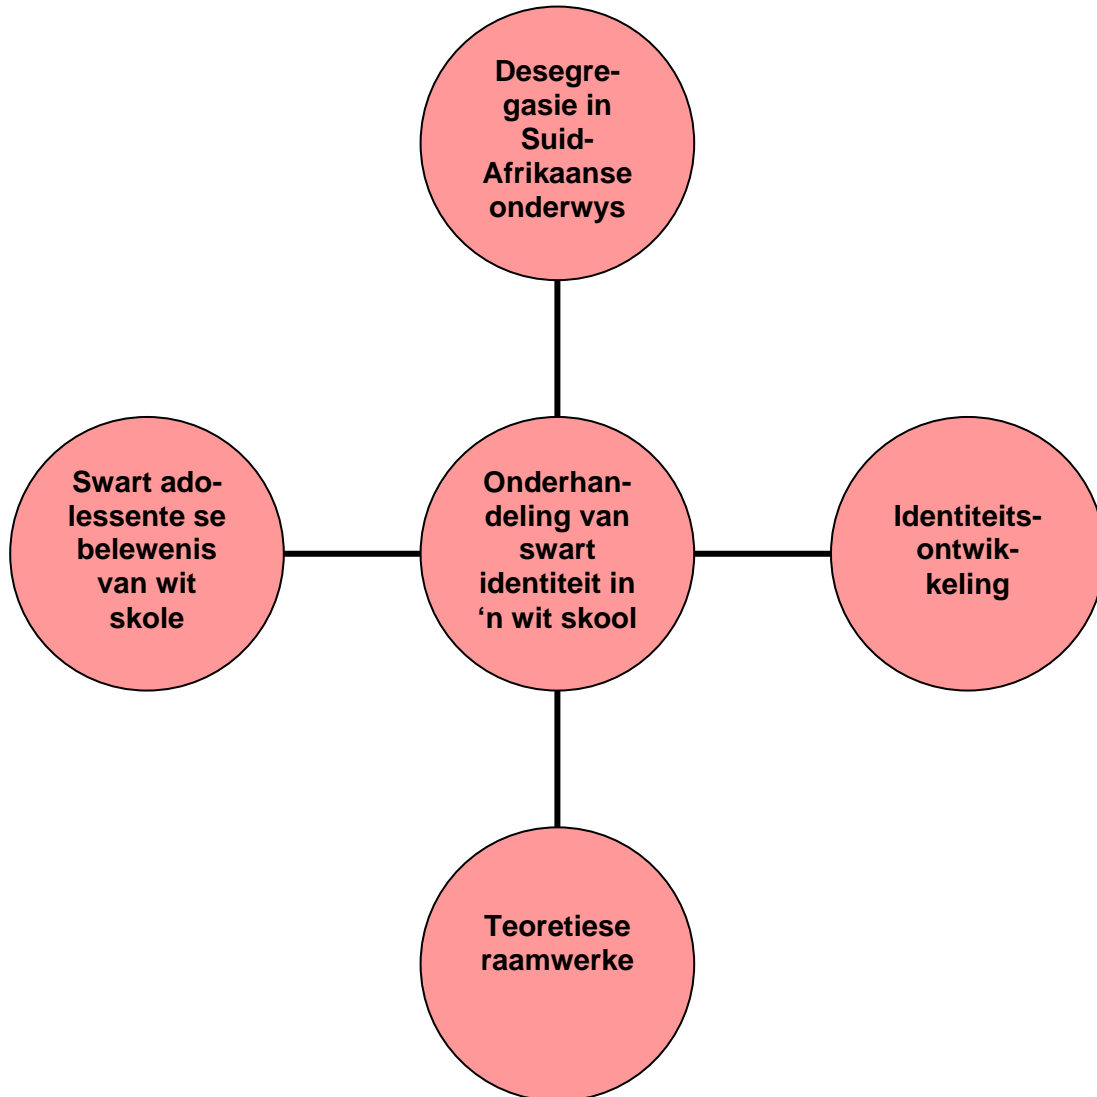 Desegre-
gasie in
Suid-
Afrikaanse
onderwys
Swart ado-
lessente se
belewenis
van wit
skole
Onderhan-
deling van
swart
identiteit in
‘n wit skool
Identiteits-
ontwik-
keling
Teoretiese
raamwerke